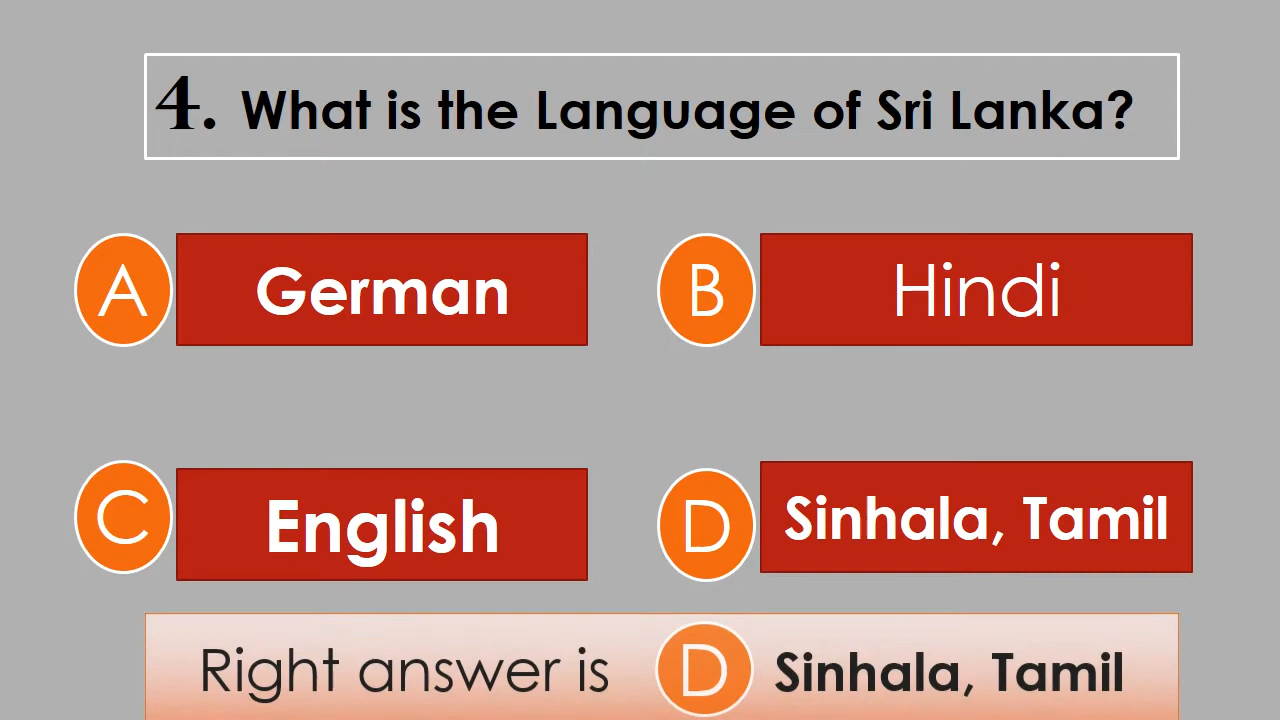 4. What is the Language of Sri Lanka?
A German
B Hindi
C English
D Sinhala, Tamil
Right answer is D Sinhala, Tamil